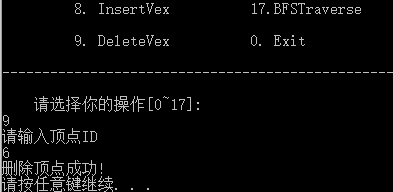 8. InsertVex 17.BFSTraverse
9. DeleteVex 0. Exit
--------------------------------------------------------
请选择你的操作[0~17]:
9
请输入顶点ID
6
删除顶点成功!
请按任意键继续. . .